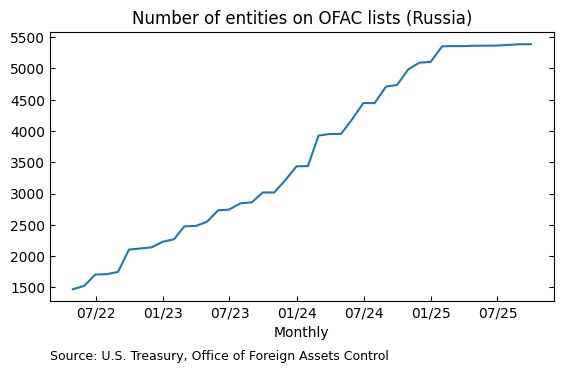 Number of entities on OFAC lists (Russia)
5500
5000
4500
4000
3500
3000
2500
2000
1500
07/22 01/23 07/23 01/24 07/24 01/25 07/25
Monthly
Source: U.S. Treasury, Office of Foreign Assets Control